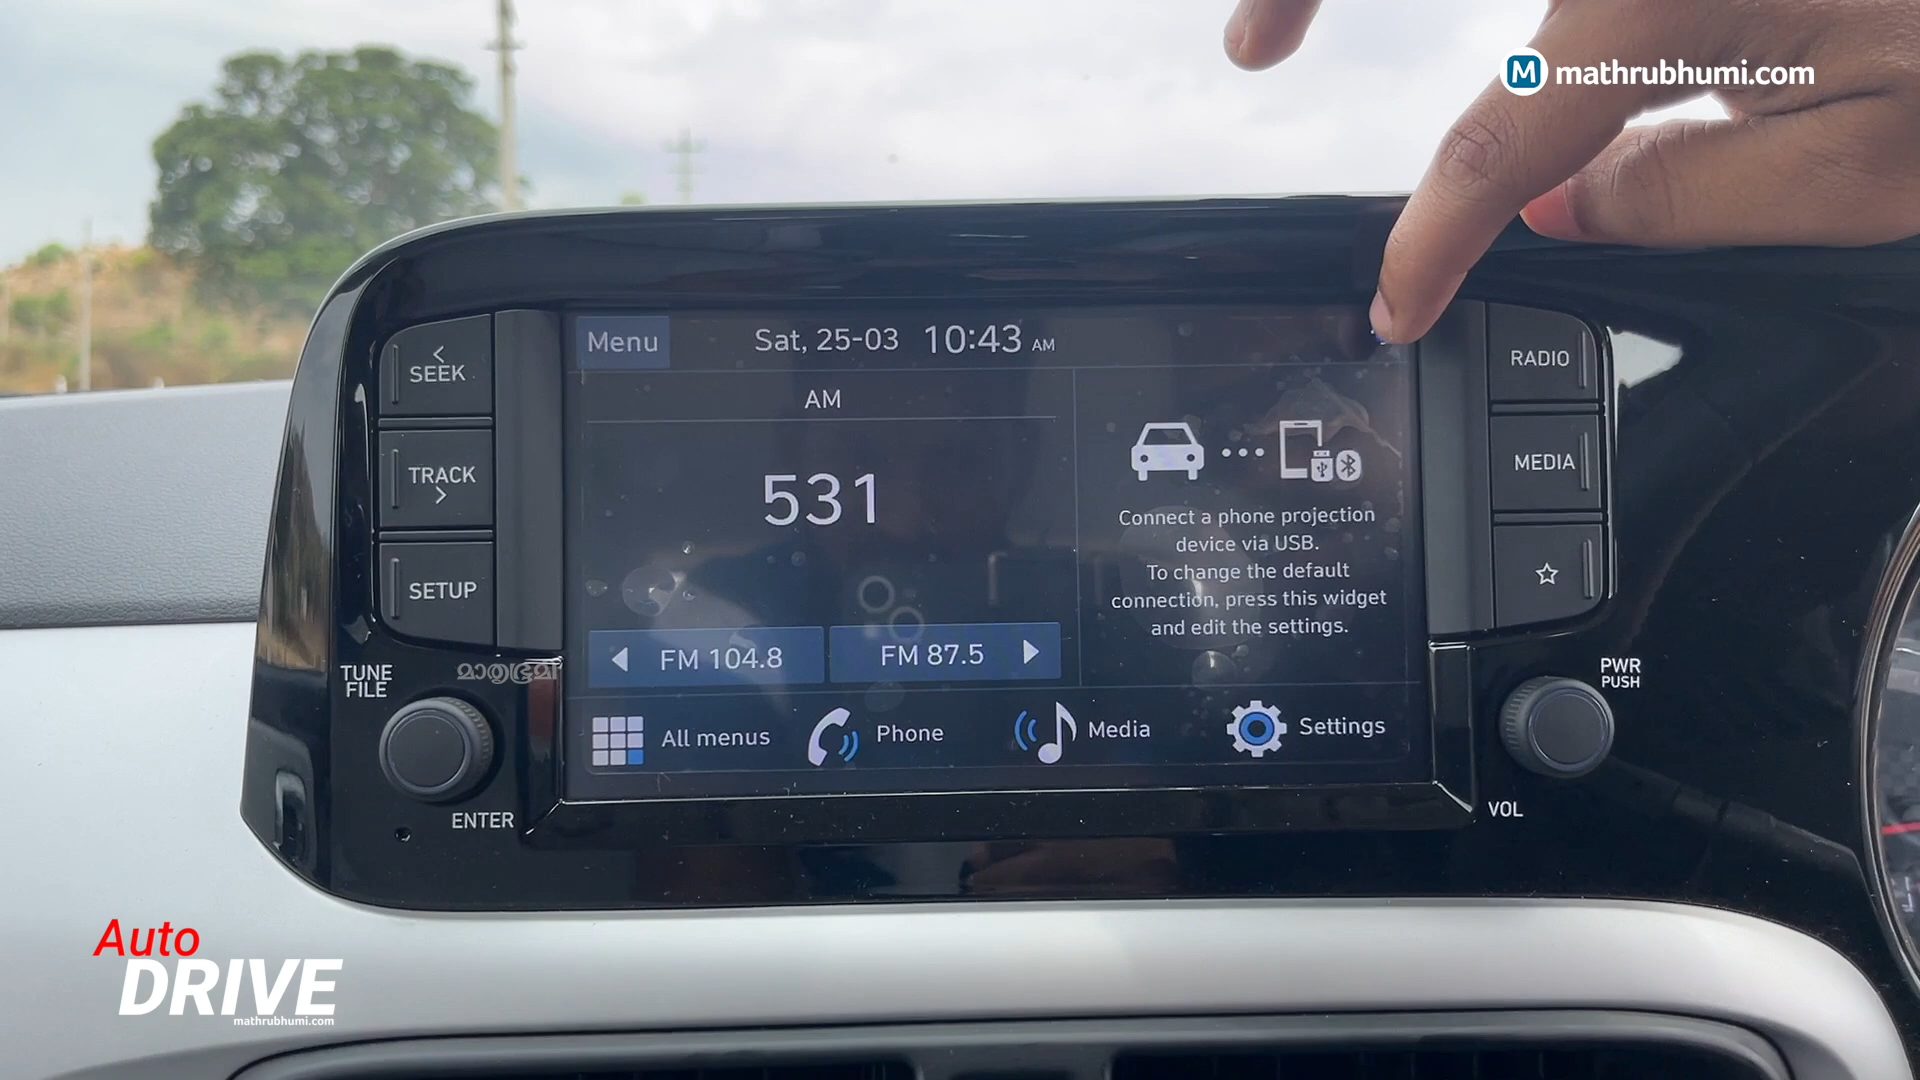 M mathrubhumi.com
SEEK
TRACK
SETUP
TUNE
FILE
ENTER
Menu
Sat, 25-03 10:43 AM
AM
531
FM 104.8
FM 87.5
Connect a phone projection
device via USB.
To change the default
connection, press this widget
and edit the settings.
All menus
Phone
Media
Settings
RADIO
MEDIA
PWR
PUSH
VOL
മാതൃഭൂമി
Auto
DRIVE
mathrubhumi.com